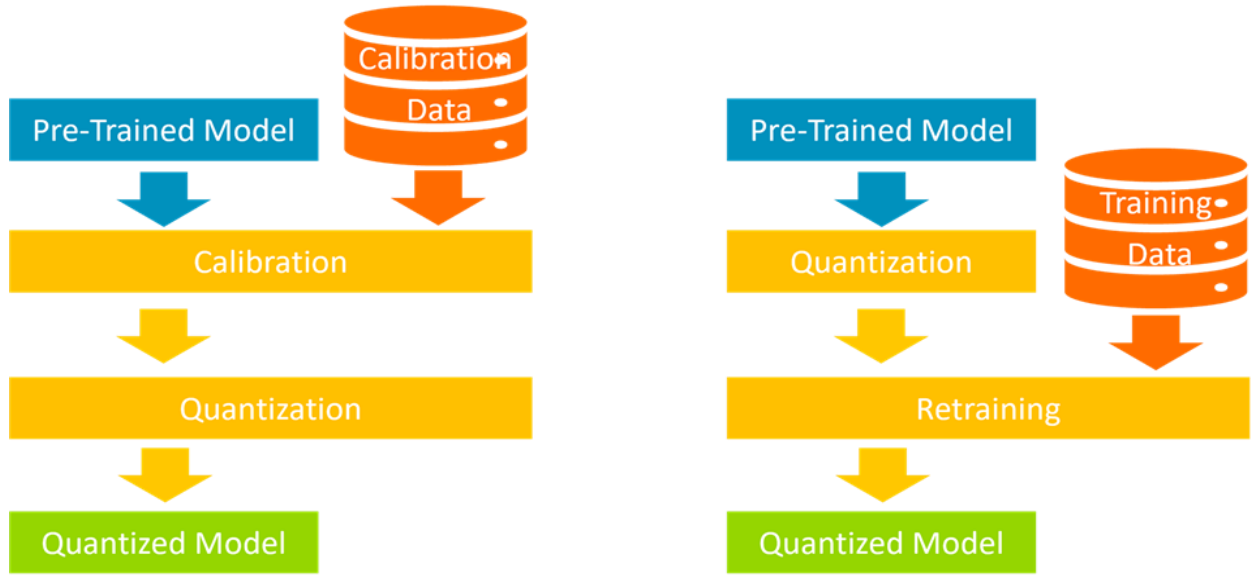 Calibration
Data
Pre-Trained Model
Calibration
Quantization
Quantized Model
Pre-Trained Model
Training
Data
Quantization
Retraining
Quantized Model